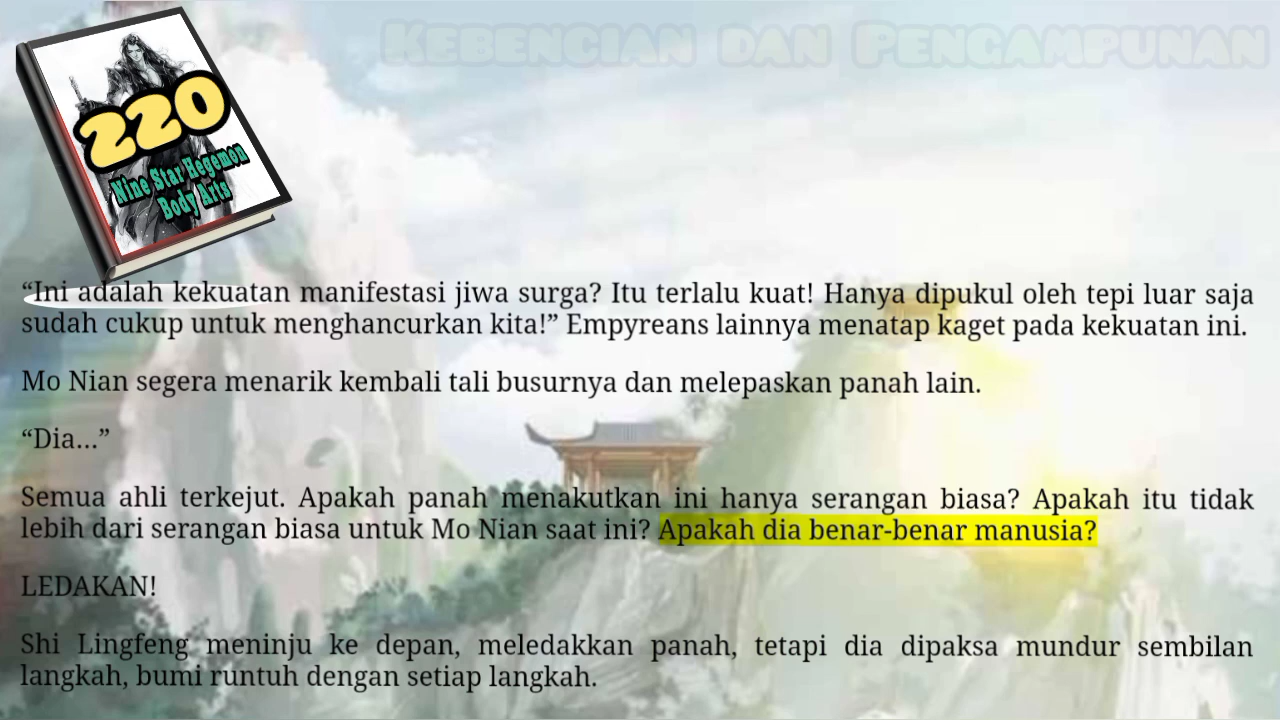 KEBENCIAN DAN PENGAMPUNAN
220
Nine Star Hegemon
Body Arts
“Ini adalah kekuatan manifestasi jiwa surga? Itu terlalu kuat! Hanya dipukul oleh tepi luar saja
sudah cukup untuk menghancurkan kita!” Empyreans lainnya menatap kaget pada kekuatan ini.
Mo Nian segera menarik kembali tali busurnya dan melepaskan panah lain.
“Dia...”
Semua ahli terkejut. Apakah panah menakutkan ini hanya serangan biasa? Apakah itu tidak
lebih dari serangan biasa untuk Mo Nian saat ini? Apakah dia benar-benar manusia?
LEDAKAN!
Shi Lingfeng meninju ke depan, meledakkan panah, tetapi dia dipaksa mundur sembilan
langkah, bumi runtuh dengan setiap langkah.